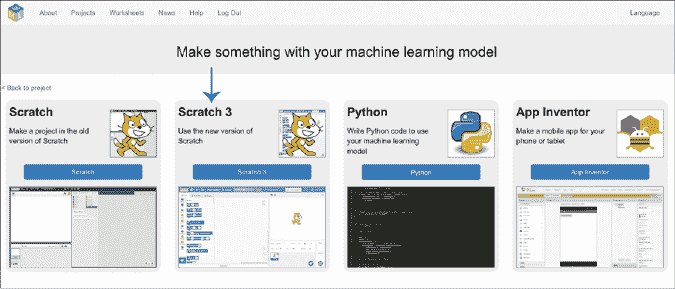 About Projects Worksheets News Help Log Out Language
Make something with your machine learning model
< Back to project
Scratch
Make a project in the old
version of Scratch
Scratch
Scratch 3
Use the new version of
Scratch
Scratch 3
Python
Write Python code to use
your machine learning
model
Python
App Inventor
Make a mobile app for your
phone or tablet
App Inventor